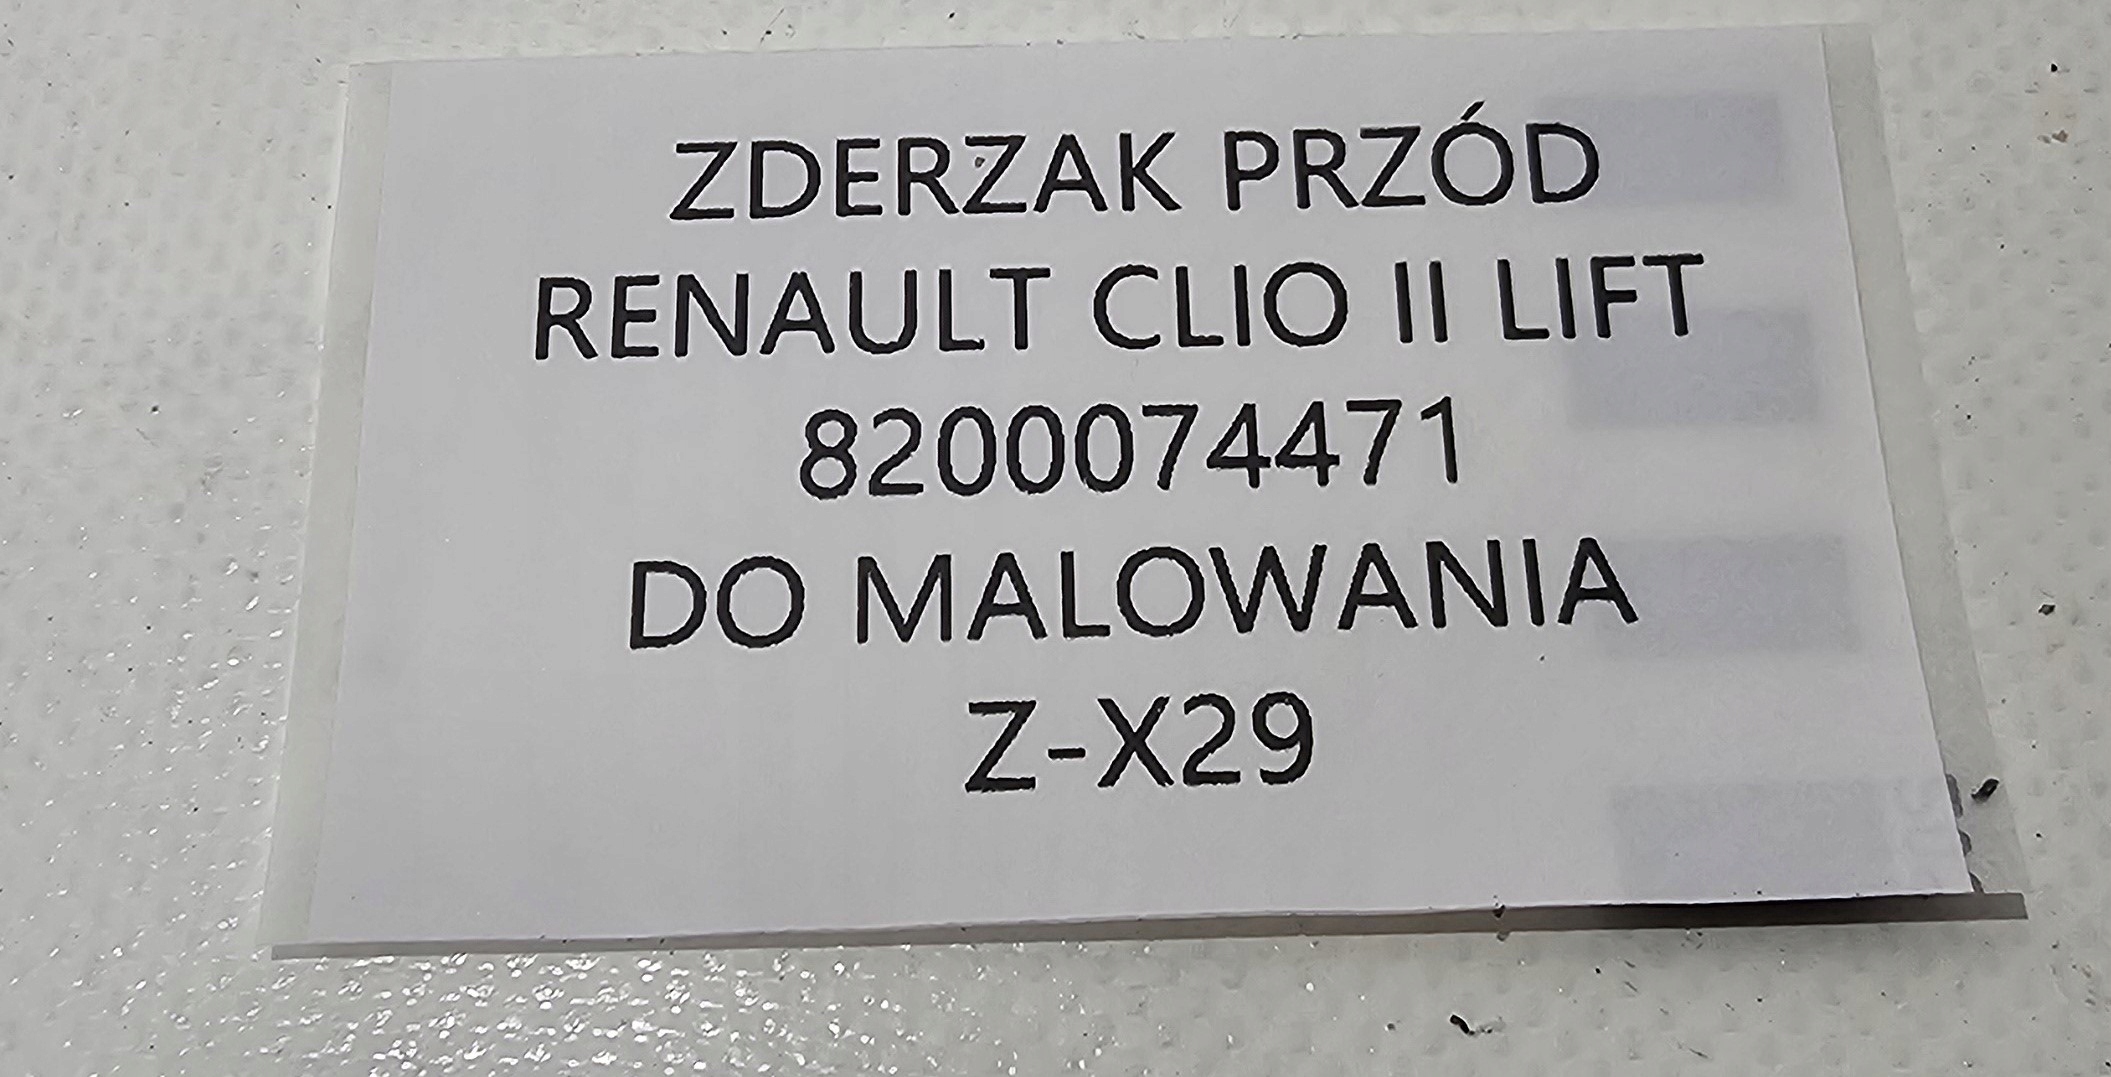 ZDERZAK PRZÓD
RENAULT CLIO II LIFT
8200074471
DO MALOWANIA
Z-X29